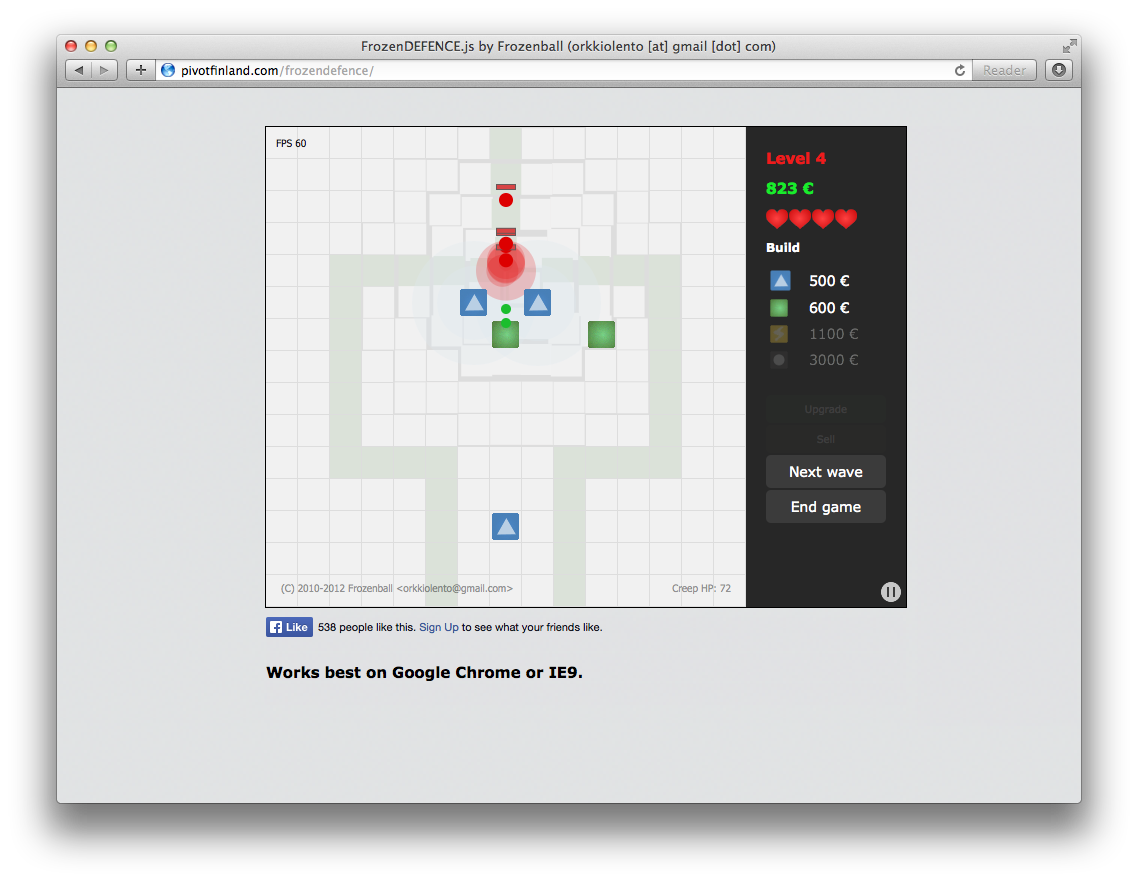 FrozenDEFENCE.js by Frozenball (orkkiolento [at] gmail [dot] com)
pivotfinland.com/frozendefence/
Reader
FPS 60
Level 4
823 €
Build
500 €
600 €
1100 €
3000 €
Upgrade
Sell
Next wave
End game
(C) 2010-2012 Frozenball <orkkiolento@gmail.com>
Creep HP: 72
Like 538 people like this. Sign Up to see what your friends like.
Works best on Google Chrome or IE9.